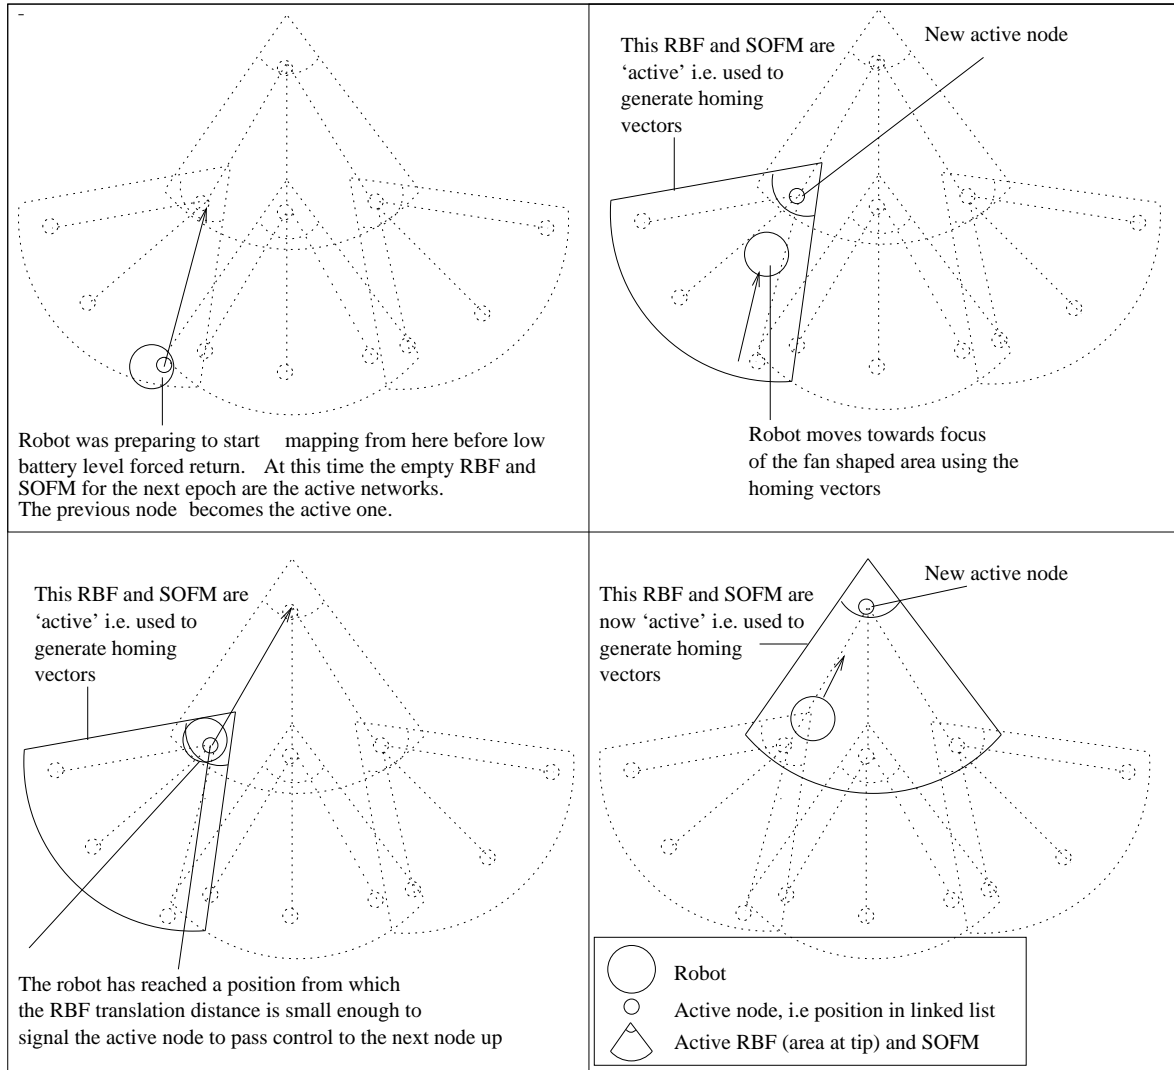 Robot was preparing to start mapping from here before low
battery level forced return. At this time the empty RBF and
SOFM for the next epoch are the active networks.
The previous node becomes the active one.
This RBF and SOFM are
‘active’ i.e. used to
generate homing
vectors
New active node
Robot moves towards focus
of the fan shaped area using the
homing vectors
This RBF and SOFM are
‘active’ i.e. used to
generate homing
vectors
The robot has reached a position from which
the RBF translation distance is small enough to
signal the active node to pass control to the next node up
This RBF and SOFM are
now ‘active’ i.e. used to
generate homing
vectors
New active node
Robot
Active node, i.e position in linked list
Active RBF (area at tip) and SOFM